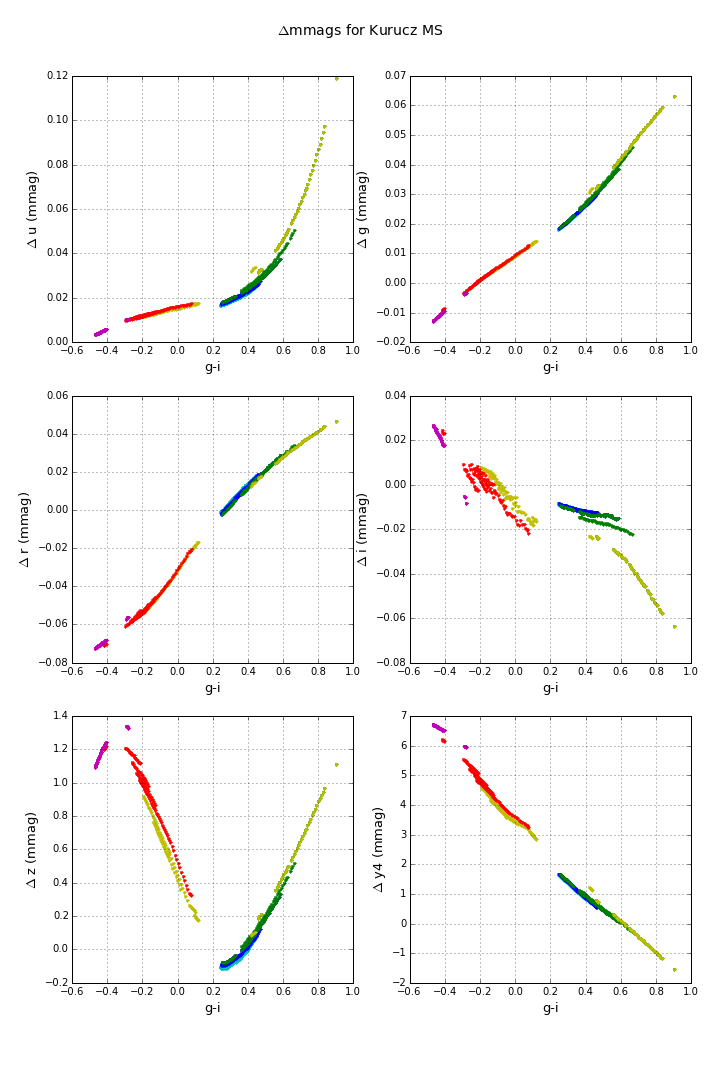 Δmmags for Kurucz MS
0.12
0.10
0.08
0.06
0.04
0.02
0.00
Δ u (mmag)
−0.6 −0.4 −0.2 0.0 0.2 0.4 0.6 0.8 1.0
g-i
0.07
0.06
0.05
0.04
0.03
0.02
0.01
0.00
−0.01
−0.02
Δ g (mmag)
−0.6 −0.4 −0.2 0.0 0.2 0.4 0.6 0.8 1.0
g-i
0.06
0.04
0.02
0.00
−0.02
−0.04
−0.06
−0.08
Δ r (mmag)
−0.6 −0.4 −0.2 0.0 0.2 0.4 0.6 0.8 1.0
g-i
0.04
0.02
0.00
−0.02
−0.04
−0.06
−0.08
Δ i (mmag)
−0.6 −0.4 −0.2 0.0 0.2 0.4 0.6 0.8 1.0
g-i
1.4
1.2
1.0
0.8
0.6
0.4
0.2
0.0
−0.2
Δ z (mmag)
−0.6 −0.4 −0.2 0.0 0.2 0.4 0.6 0.8 1.0
g-i
7
6
5
4
3
2
1
0
−1
−2
Δ y4 (mmag)
−0.6 −0.4 −0.2 0.0 0.2 0.4 0.6 0.8 1.0
g-i